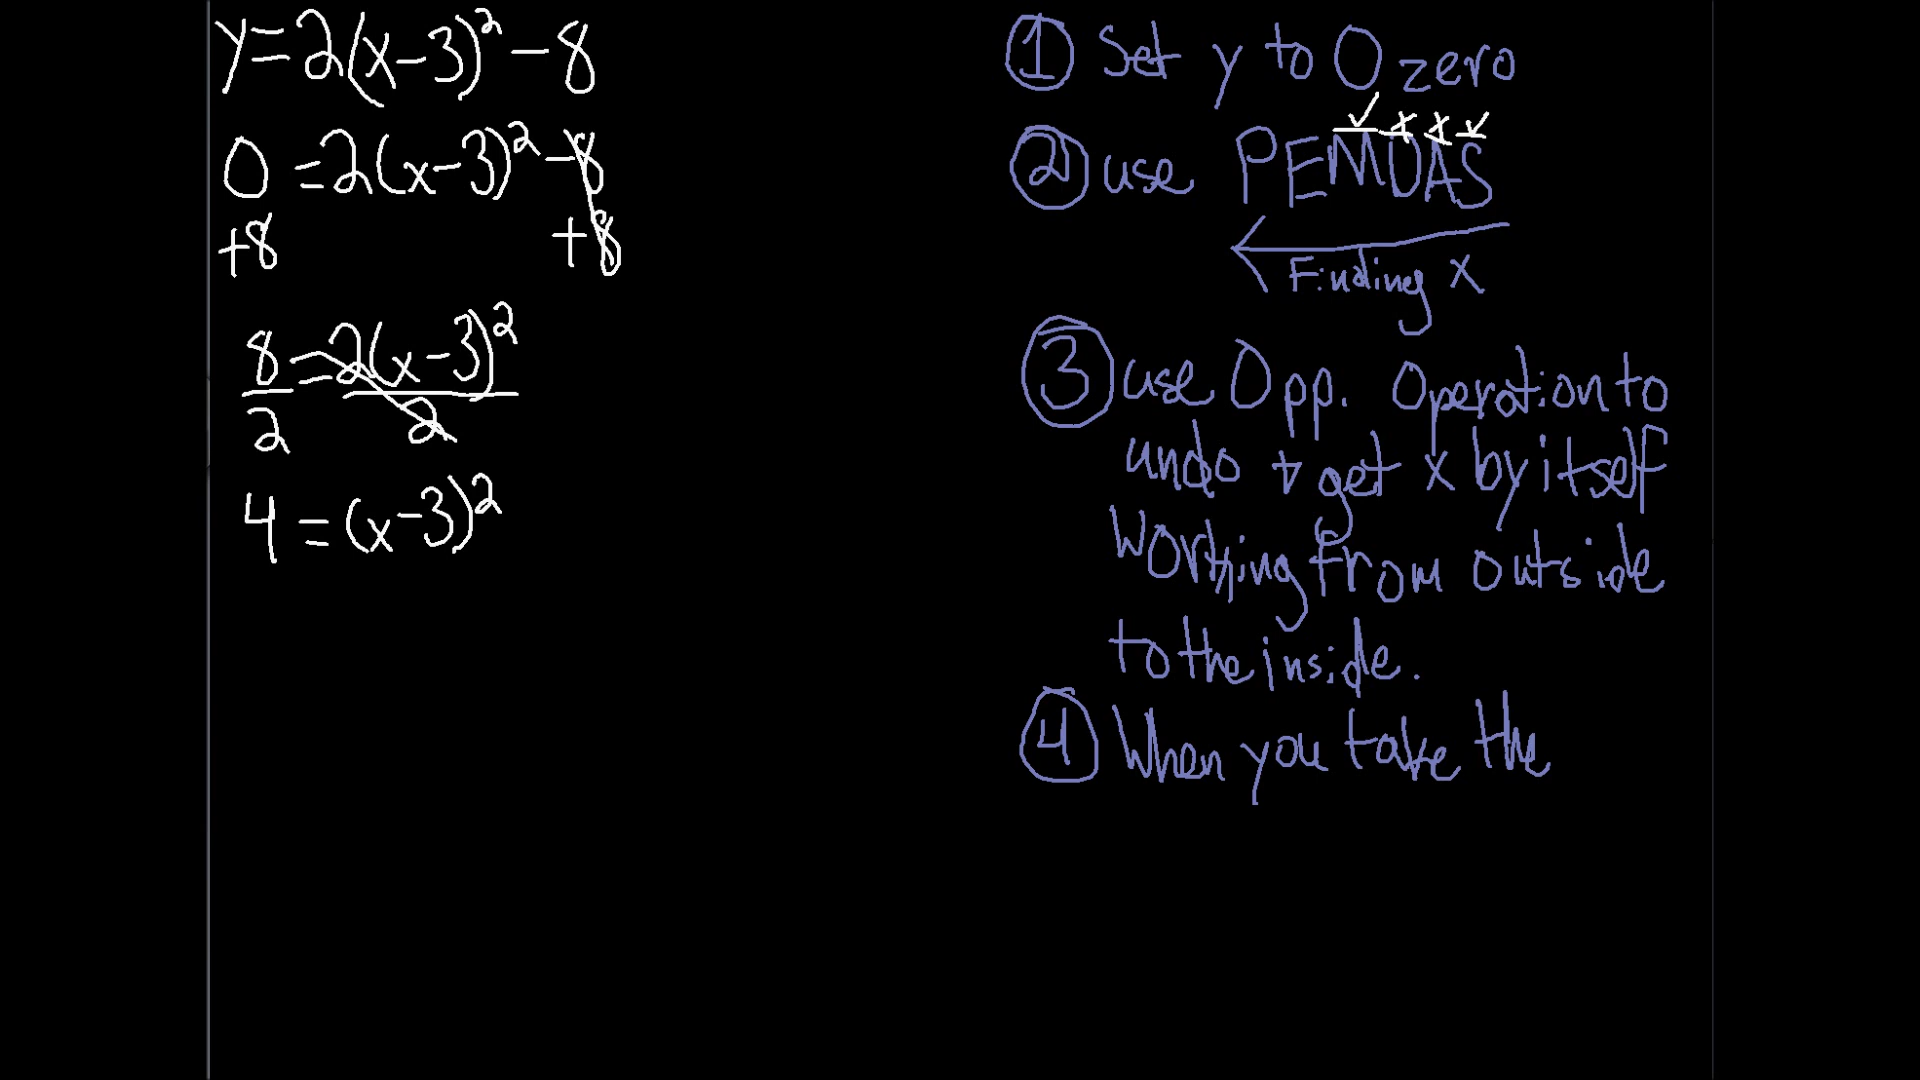 y=2(x-3)²-8
0=2(x-3)²-8
+8 +8
8=2(x-3)²
2 2
4=(x-3)²
① Set y to 0 zero
② use PEMDAS
Finding x
③ use Opp. Operation to
undo + get x by itself
Working from outside
to the inside.
④ When you take the